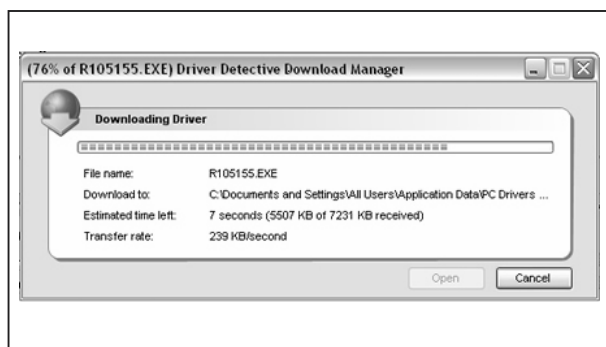 (76% of R105155.EXE) Driver Detective Download Manager
Downloading Driver
File name: R105155.EXE
Download to: C:\Documents and Settings\All Users\Application Data\PC Drivers ...
Estimated time left: 7 seconds (5507 KB of 7231 KB received)
Transfer rate: 239 KB/second
Open Cancel